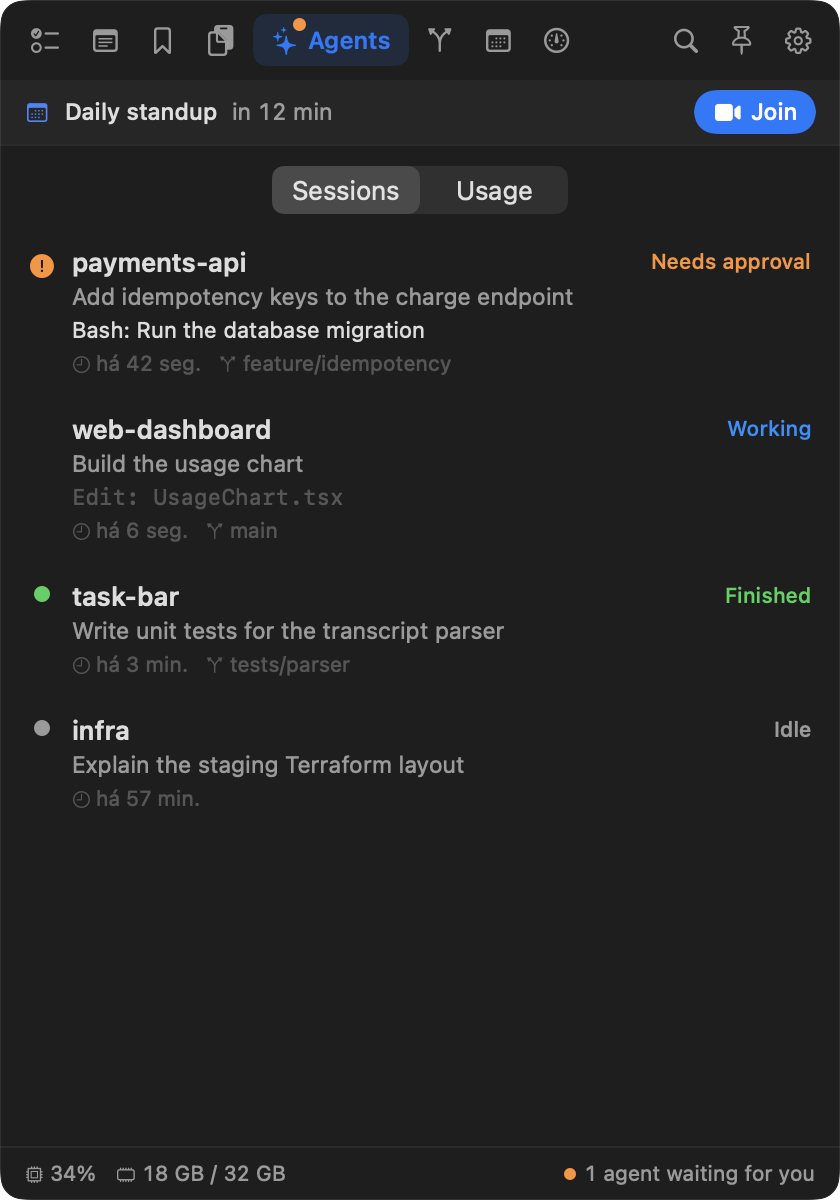 Agents
Daily standup in 12 min
Join
Sessions Usage
payments-api Needs approval
Add idempotency keys to the charge endpoint
Bash: Run the database migration
há 42 seg. feature/idempotency
web-dashboard Working
Build the usage chart
Edit: UsageChart.tsx
há 6 seg. main
task-bar Finished
Write unit tests for the transcript parser
há 3 min. tests/parser
infra Idle
Explain the staging Terraform layout
há 57 min.
34% 18 GB / 32 GB 1 agent waiting for you